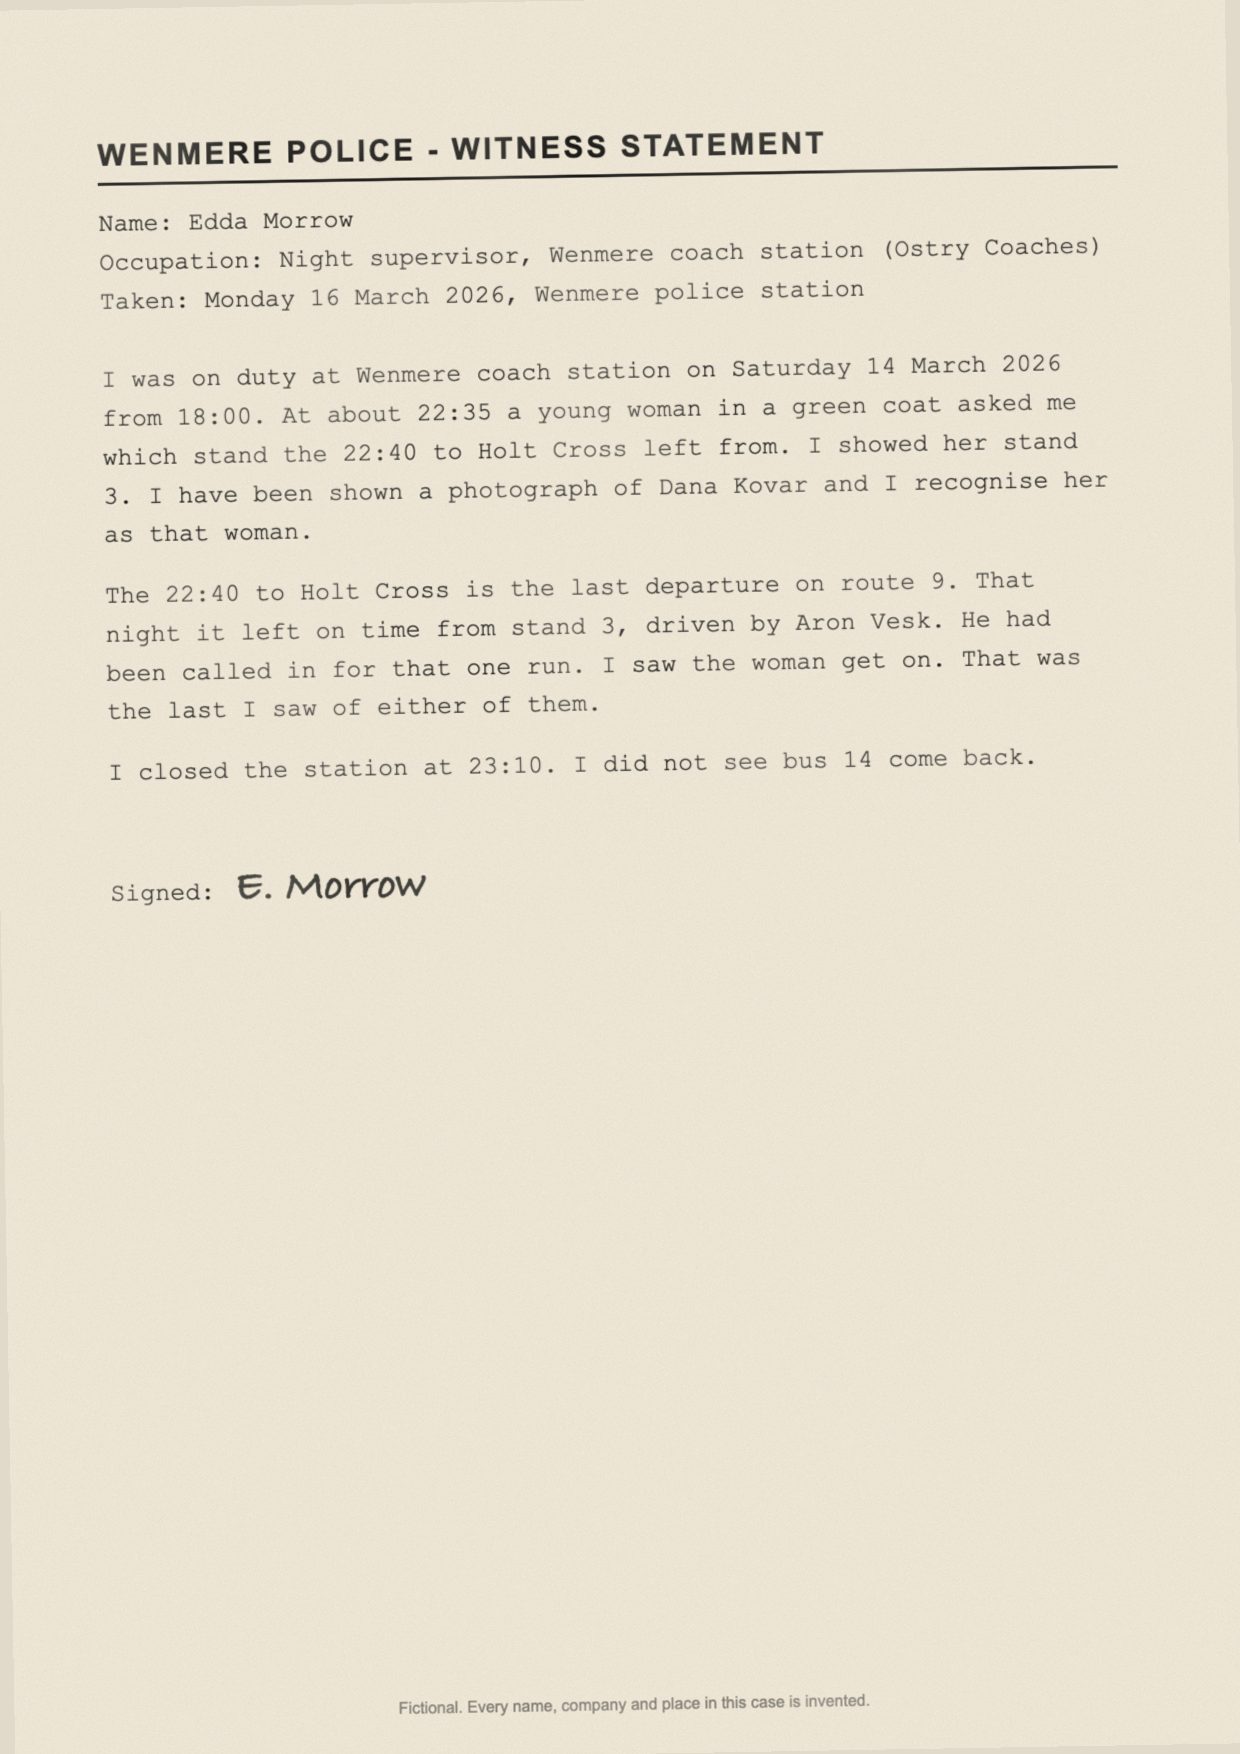 WENMERE POLICE - WITNESS STATEMENT
Name: Edda Morrow
Occupation: Night supervisor, Wenmere coach station (Ostry Coaches)
Taken: Monday 16 March 2026, Wenmere police station
I was on duty at Wenmere coach station on Saturday 14 March 2026
from 18:00. At about 22:35 a young woman in a green coat asked me
which stand the 22:40 to Holt Cross left from. I showed her stand
3. I have been shown a photograph of Dana Kovar and I recognise her
as that woman.
The 22:40 to Holt Cross is the last departure on route 9. That
night it left on time from stand 3, driven by Aron Vesk. He had
been called in for that one run. I saw the woman get on. That was
the last I saw of either of them.
I closed the station at 23:10. I did not see bus 14 come back.
Signed: E. Morrow
Fictional. Every name, company and place in this case is invented.